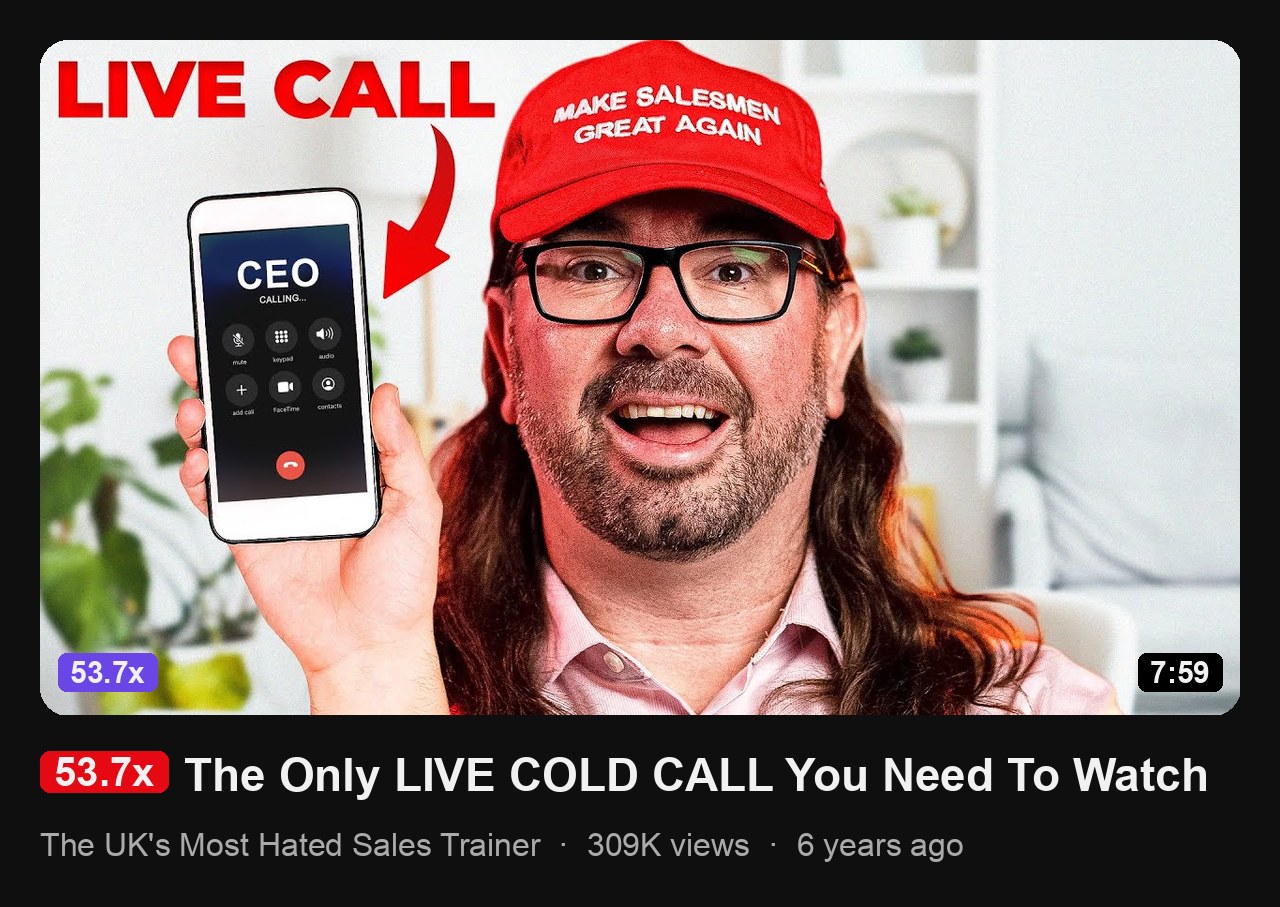 LIVE CALL
MAKE SALESMEN
GREAT AGAIN
CEO
CALLING...
mute keypad audio
add call FaceTime contacts
53.7x
7:59
53.7x The Only LIVE COLD CALL You Need To Watch
The UK's Most Hated Sales Trainer · 309K views · 6 years ago